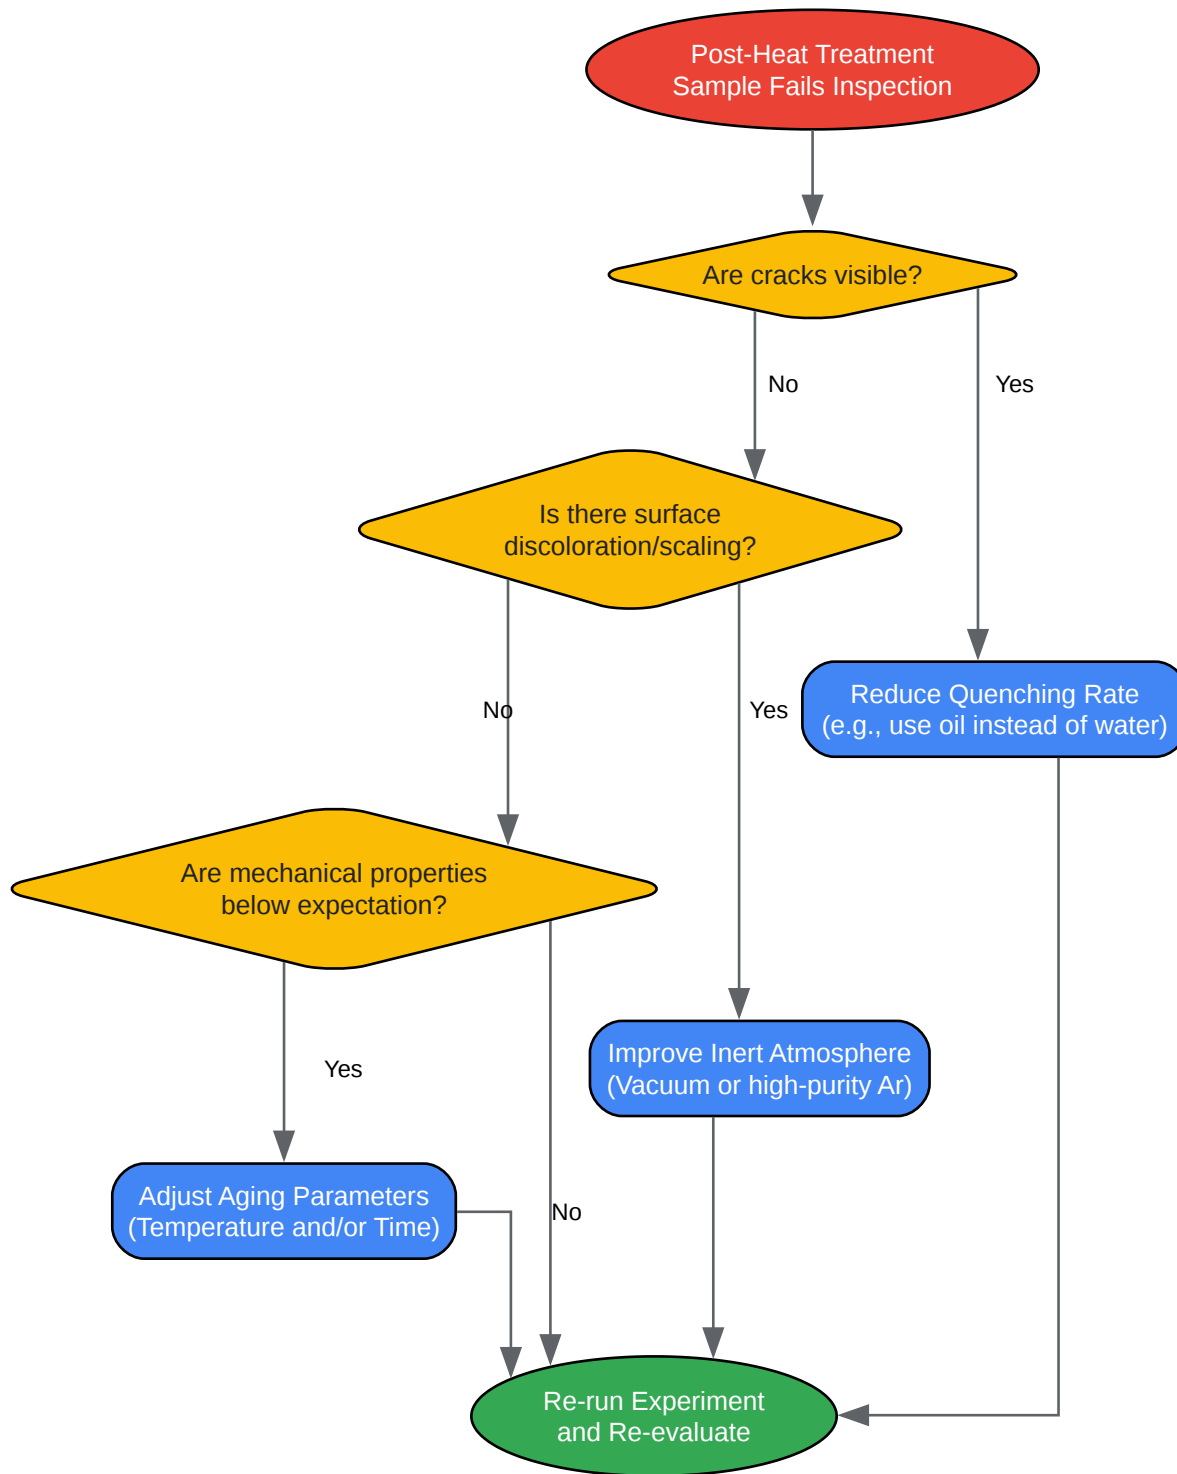 Post-Heat Treatment
Sample Fails Inspection
Are cracks visible?
No
Yes
Is there surface
discoloration/scaling?
Reduce Quenching Rate
(e.g., use oil instead of water)
No
Yes
Are mechanical properties
below expectation?
Improve Inert Atmosphere
(Vacuum or high-purity Ar)
Yes
Adjust Aging Parameters
(Temperature and/or Time)
No
Re-run Experiment
and Re-evaluate